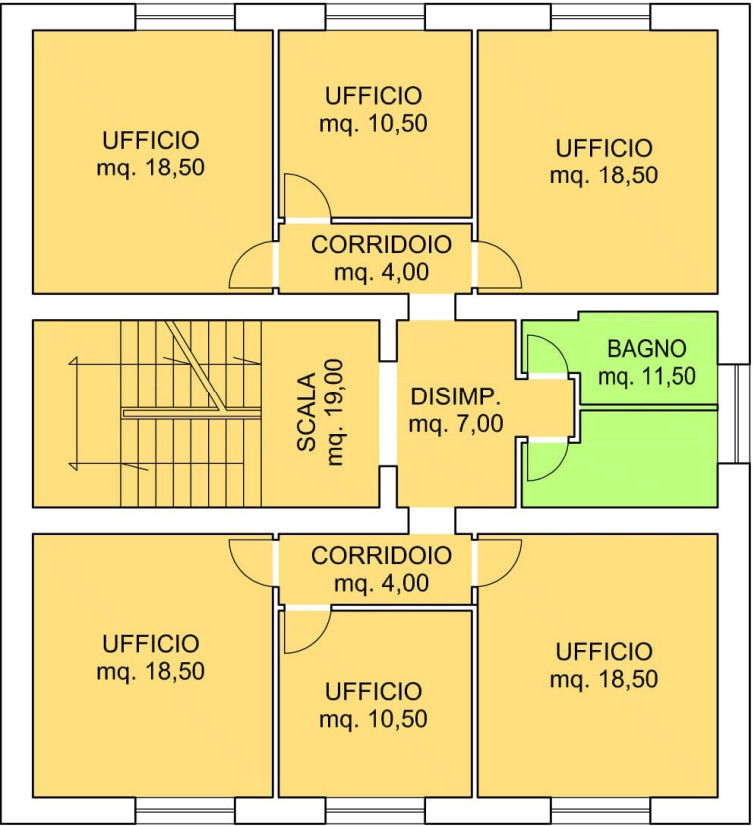 UFFICIO
mq. 18,50
UFFICIO
mq. 10,50
UFFICIO
mq. 18,50
CORRIDOIO
mq. 4,00
SCALA
mq. 19,00
DISIMP.
mq. 7,00
BAGNO
mq. 11,50
CORRIDOIO
mq. 4,00
UFFICIO
mq. 18,50
UFFICIO
mq. 10,50
UFFICIO
mq. 18,50